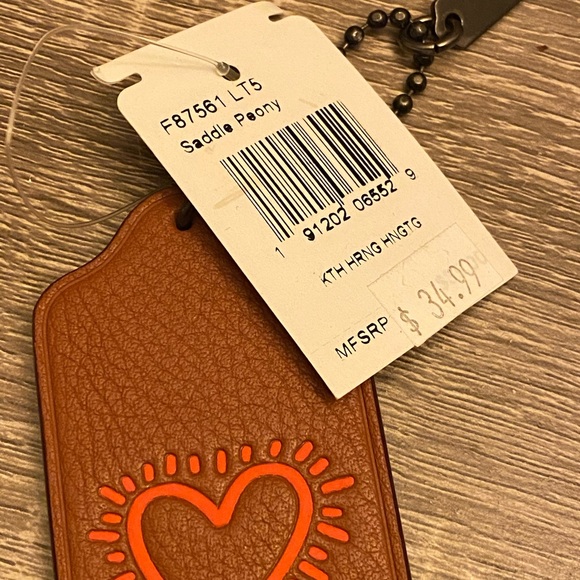 F87561 LT5
Saddle Peony
1 91202 06552 9
KTH HRNG HNGTG
MFSRP $ 34.99